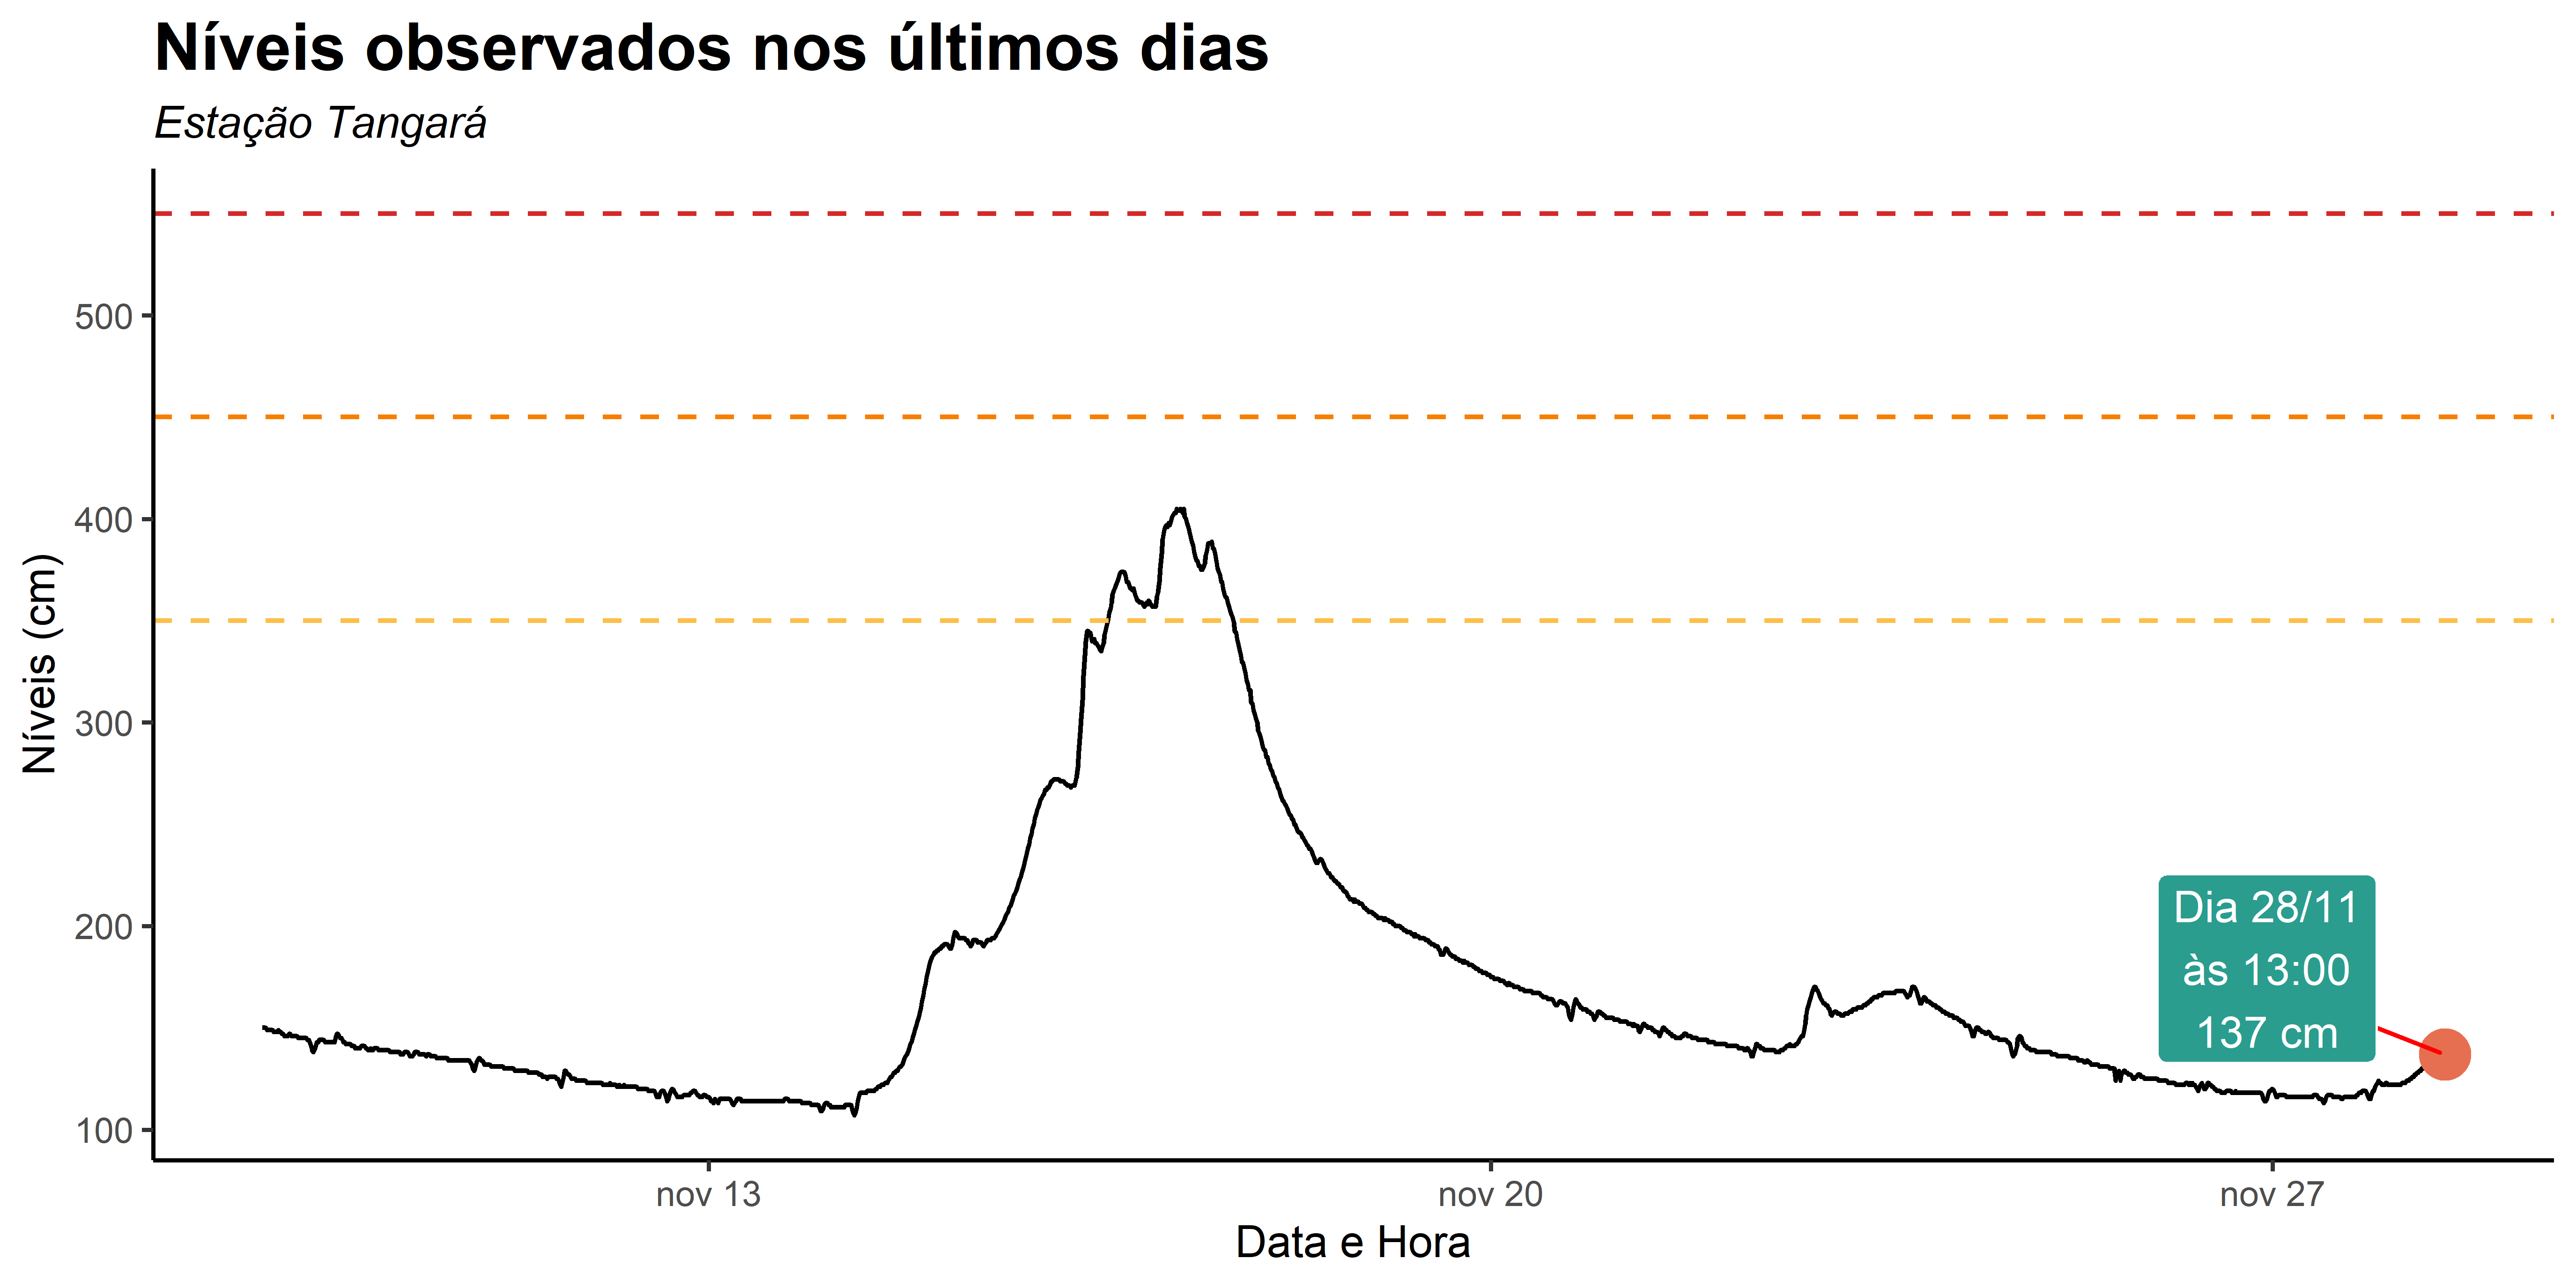 Níveis observados nos últimos dias
Estação Tangará
Níveis (cm)
500
400
300
200
100
Dia 28/11
às 13:00
137 cm
nov 13
nov 20
nov 27
Data e Hora